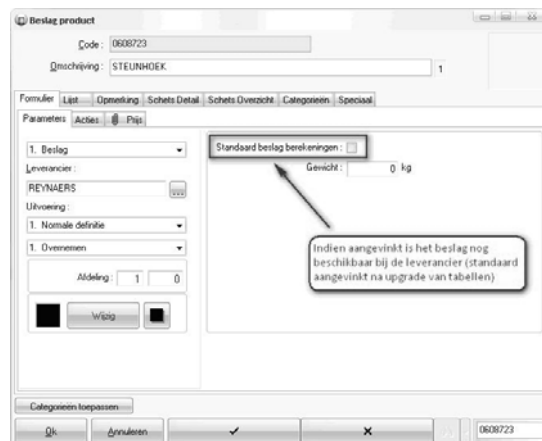 Beslag product
Code : 0608723
Omschrijving : STEUNHOEK 1
Formulier Lijst Opmerking Schets Detail Schets Overzicht Categorieën Speciaal
Parameters Acties Prijs
1. Beslag
Standaard beslag berekeningen :
Leverancier :
Gewicht : 0 kg
REYNAERS ...
Uitvoering :
1. Normale definitie
1. Overnemen
Indien aangevinkt is het beslag nog
beschikbaar bij de leverancier (standaard
aangevinkt na upgrade van tabellen)
Afdeling : 1 0
Wijzig
Categorieën toepassen
Ok Annuleren 0608723